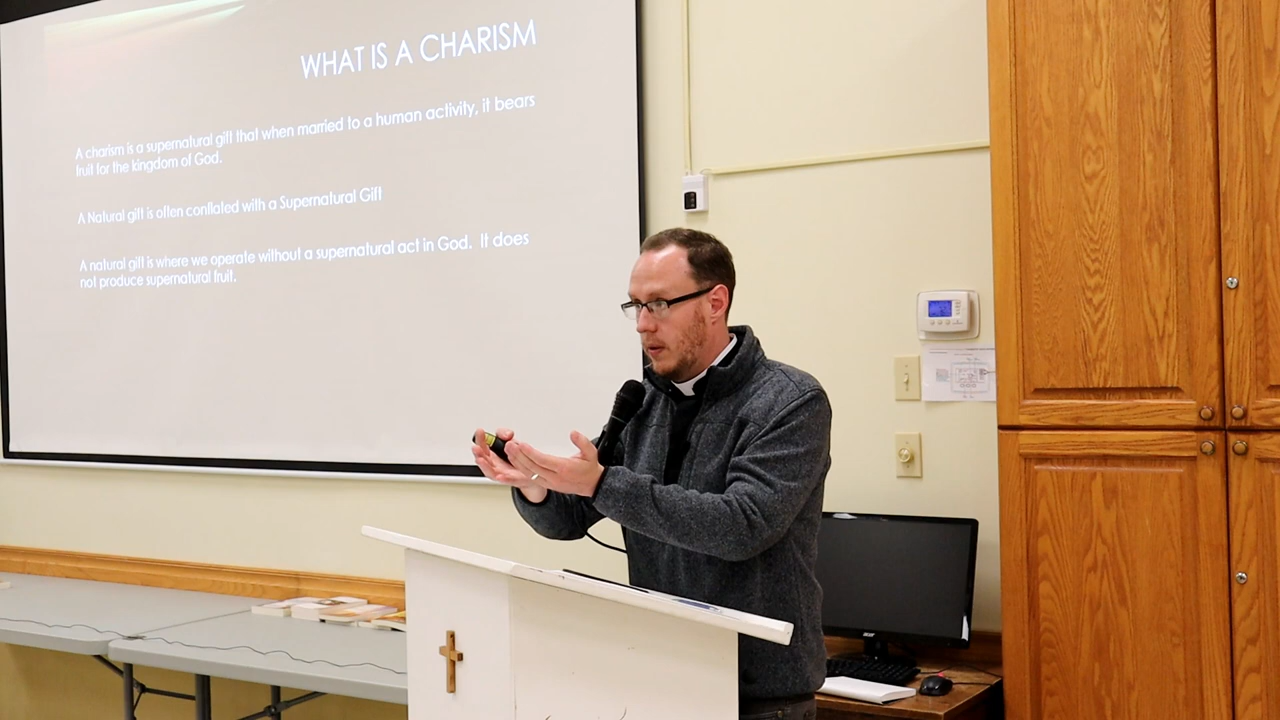 WHAT IS A CHARISM
A charism is a supernatural gift that when married to a human activity, it bears
fruit for the kingdom of God.
A Natural gift is often conflated with a Supernatural Gift
A natural gift is where we operate without a supernatural act in God. It does
not produce supernatural fruit.
acer